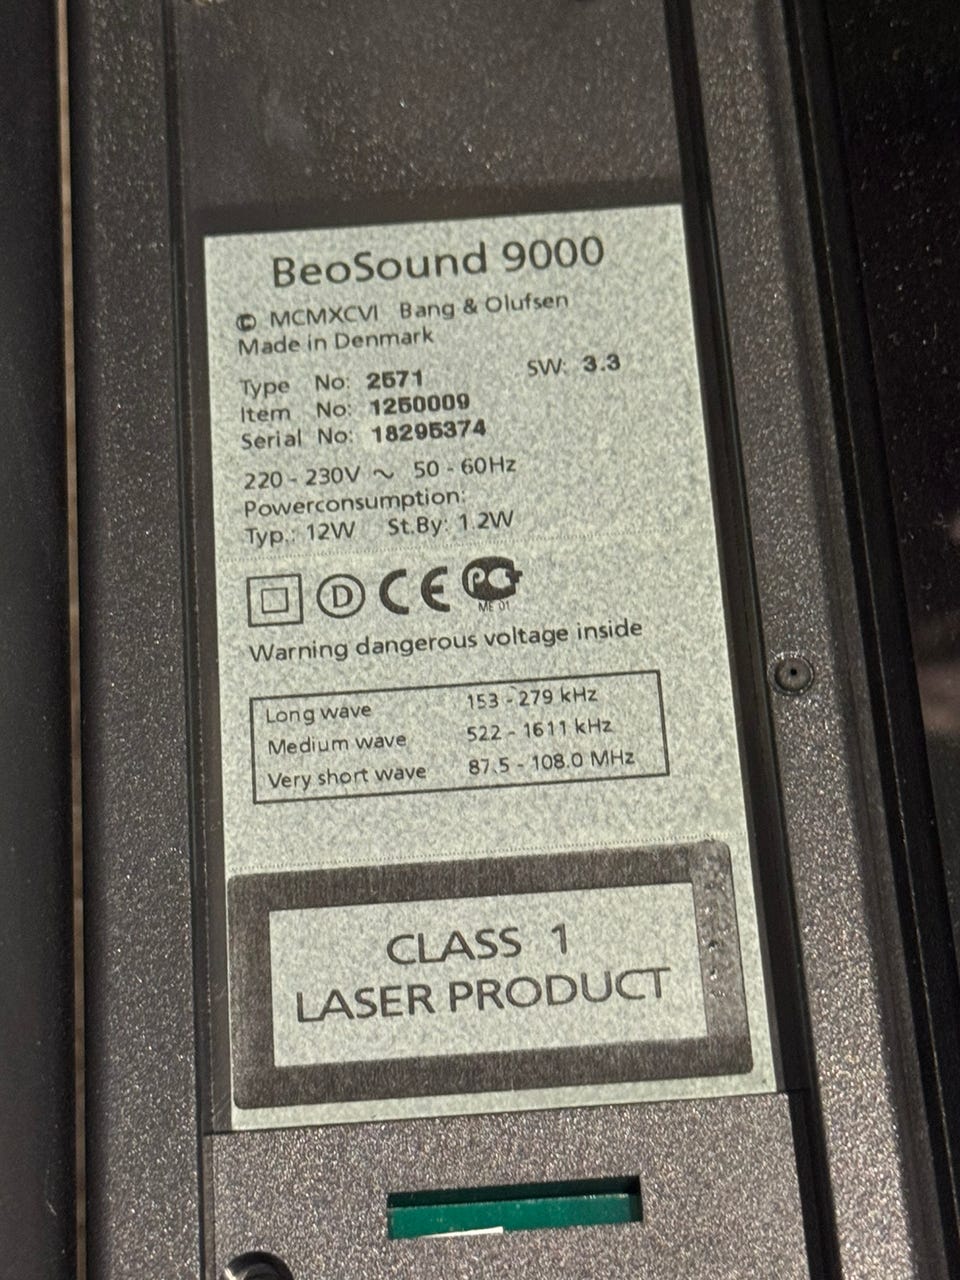 BeoSound 9000
© MCMXCVI Bang & Olufsen
Made in Denmark
Type No: 2571 SW: 3.3
Item No: 1250009
Serial No: 18295374
220 - 230V ~ 50 - 60Hz
Powerconsumption:
Typ.: 12W St.By: 1.2W
D CE PCT
ME 01
Warning dangerous voltage inside
Long wave 153 - 279 kHz
Medium wave 522 - 1611 kHz
Very short wave 87.5 - 108.0 MHz
CLASS 1
LASER PRODUCT